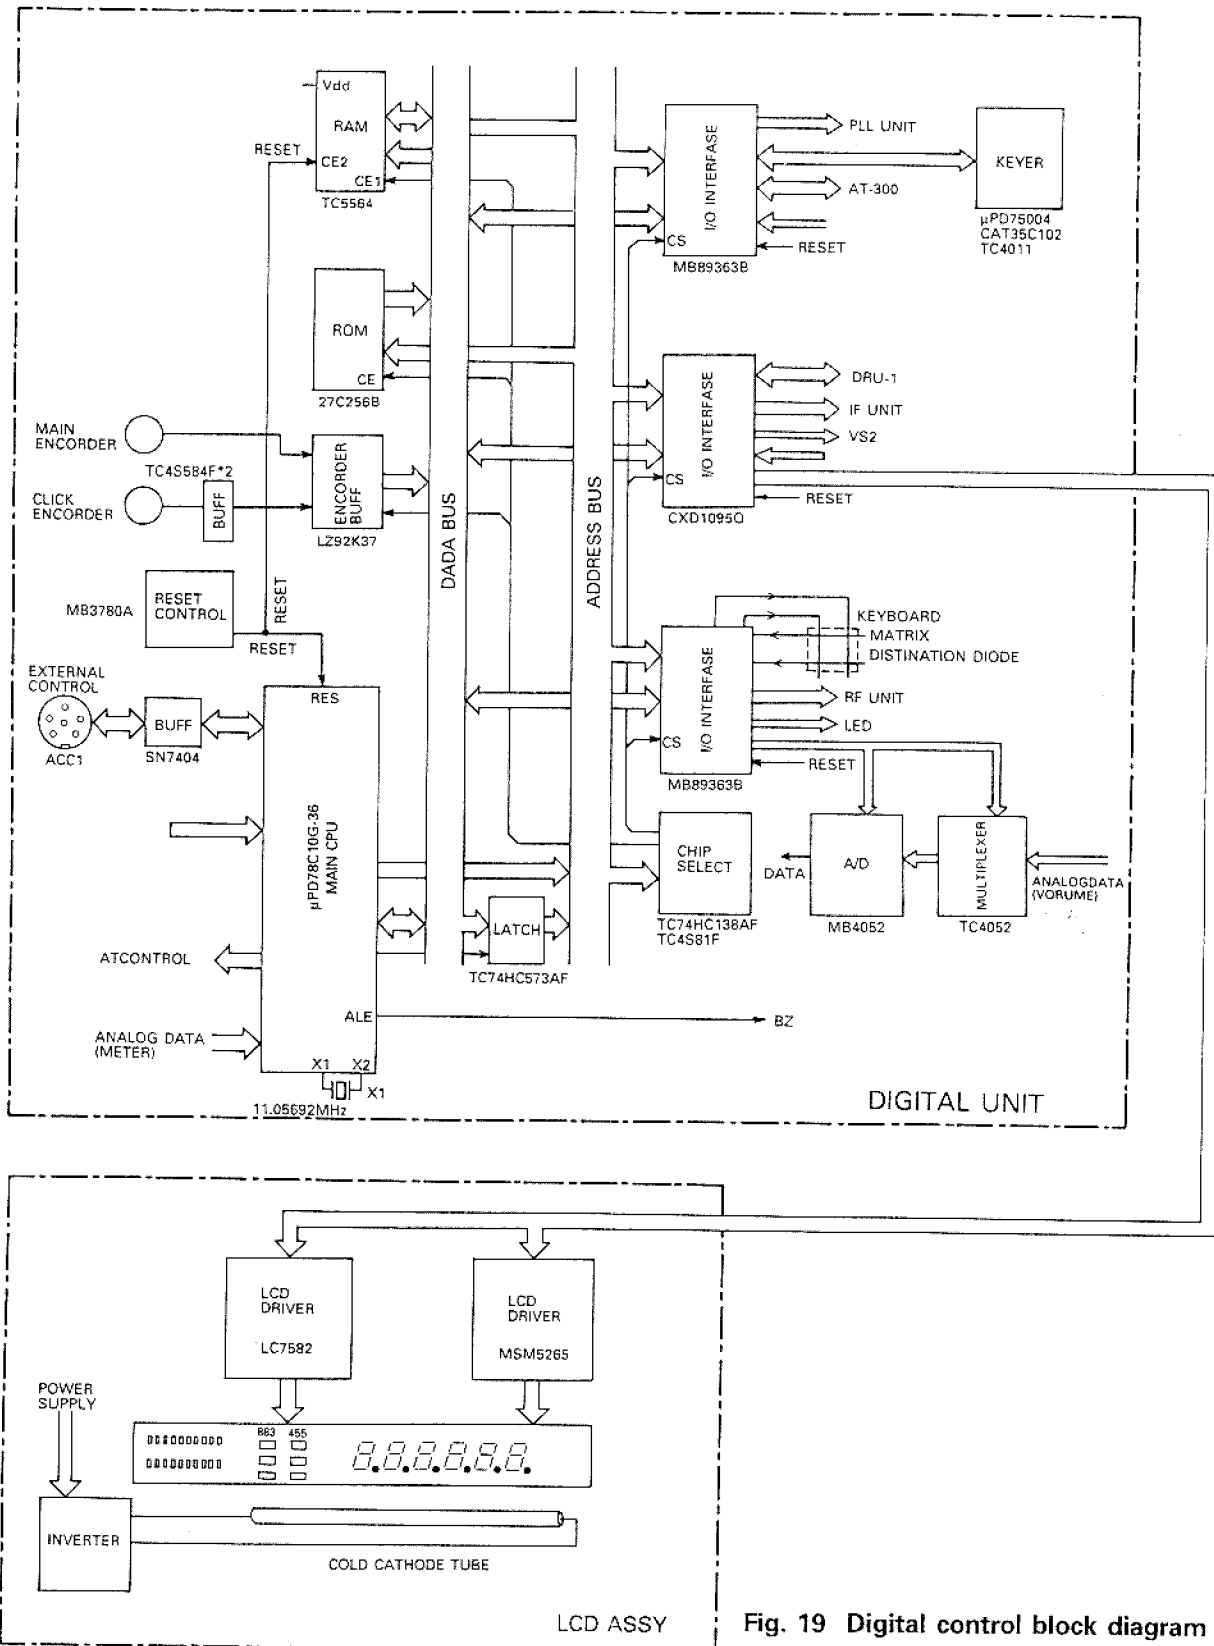 Vdd
RAM
RESET
CE2
CE1
TC5564
ROM
CE
27C256B
MAIN
ENCORDER
TC4S584F*2
CLICK
ENCORDER
BUFF
ENCORDER
BUFF
LZ92K37
MB3780A
RESET
CONTROL
RESET
RESET
EXTERNAL
CONTROL
ACC1
BUFF
SN7404
RES
μPD78C10G-36
MAIN CPU
ATCONTROL
ANALOG DATA
(METER)
ALE
X1
X2
X1
11.05692MHz
BZ
DADA BUS
ADDRESS BUS
LATCH
TC74HC573AF
I/O INTERFASE
CS
MB89363B
PLL UNIT
AT-300
RESET
KEYER
μPD75004
CAT35C102
TC4011
I/O INTERFASE
CS
CXD1095Q
DRU-1
IF UNIT
VS2
RESET
I/O INTERFASE
CS
MB89363B
KEYBOARD
MATRIX
DISTINATION DIODE
RF UNIT
LED
RESET
CHIP
SELECT
TC74HC138AF
TC4S81F
DATA
A/D
MB4052
MULTIPLEXER
TC4052
ANALOGDATA
(VORUME)
DIGITAL UNIT
LCD
DRIVER
LC7582
LCD
DRIVER
MSM5265
POWER
SUPPLY
883 455
8.8.8.8.8.8.
INVERTER
COLD CATHODE TUBE
LCD ASSY
Fig. 19 Digital control block diagram